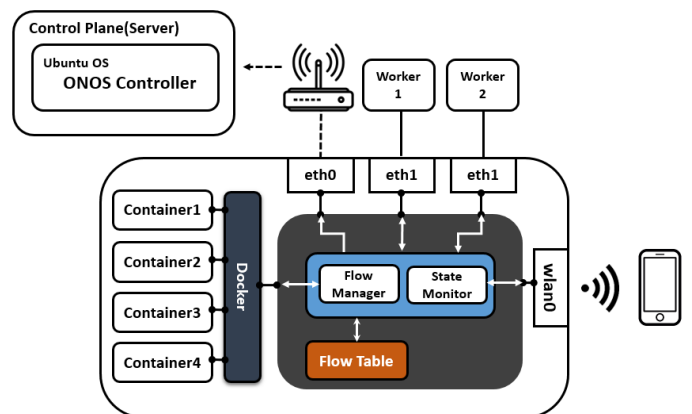 Control Plane(Server)
Ubuntu OS
ONOS Controller
Worker
1
Worker
2
eth0
eth1
eth1
Container1
Container2
Container3
Container4
Docker
Flow
Manager
State
Monitor
Flow Table
wlan0